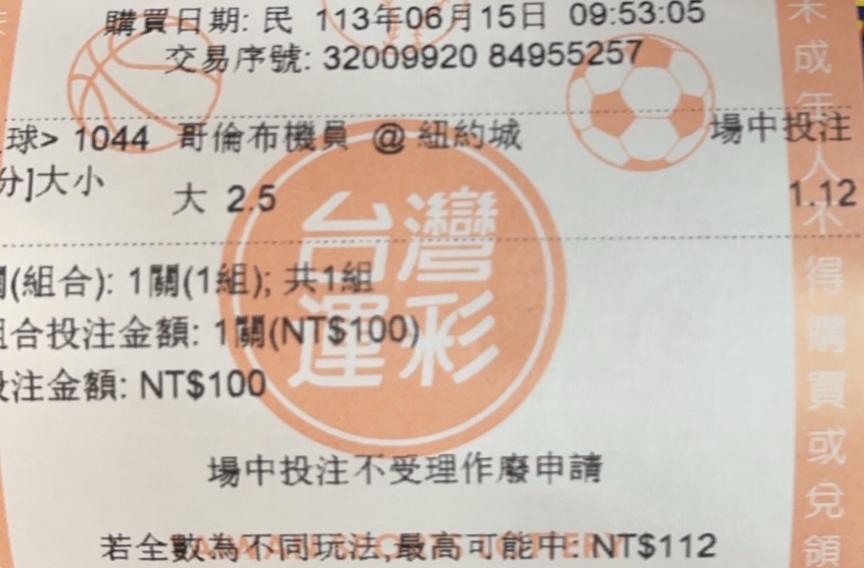 購買日期: 民 113年06月15日 09:53:05
交易序號: 32009920 84955257
球> 1044 哥倫布機員 @ 紐約城 場中投注
分]大小 大 2.5 1.12
(組合): 1關(1組); 共1組
組合投注金額: 1關(NT$100)
投注金額: NT$100
台灣
運彩
場中投注不受理作廢申請
若全數為不同玩法,最高可能中: NT$112
未成年人不得購買或兌領